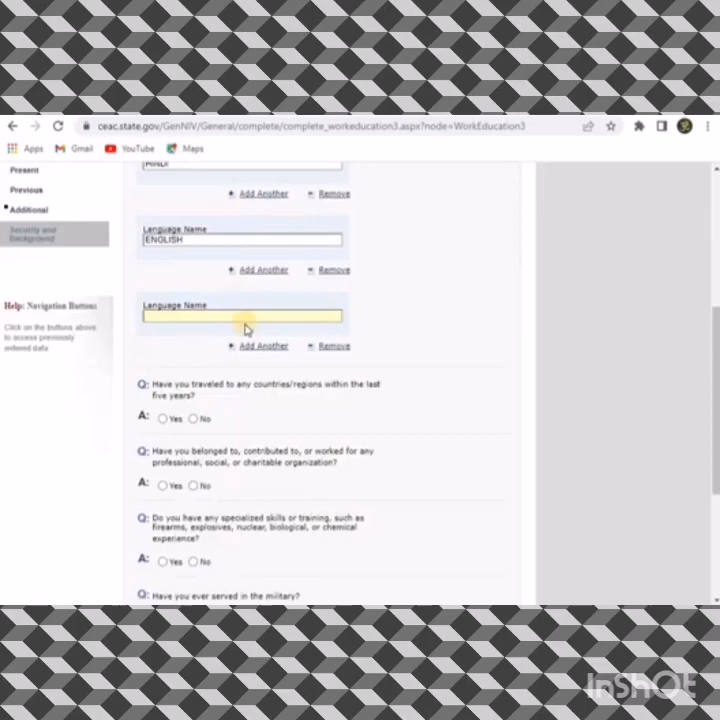 ceac.state.gov/GenNIV/General/complete/complete_workeducation3.aspx?node=WorkEducation3
Apps Gmail YouTube Maps
Present
Previous
Additional
Security and
Background
Help: Navigation Buttons
Click on the buttons above
to access previously
entered data
HINDI
Add Another Remove
Language Name
ENGLISH
Add Another Remove
Language Name
Add Another Remove
Q: Have you traveled to any countries/regions within the last
five years?
A: Yes No
Q: Have you belonged to, contributed to, or worked for any
professional, social, or charitable organization?
A: Yes No
Q: Do you have any specialized skills or training, such as
firearms, explosives, nuclear, biological, or chemical
experience?
A: Yes No
Q: Have you ever served in the military?
InShOt